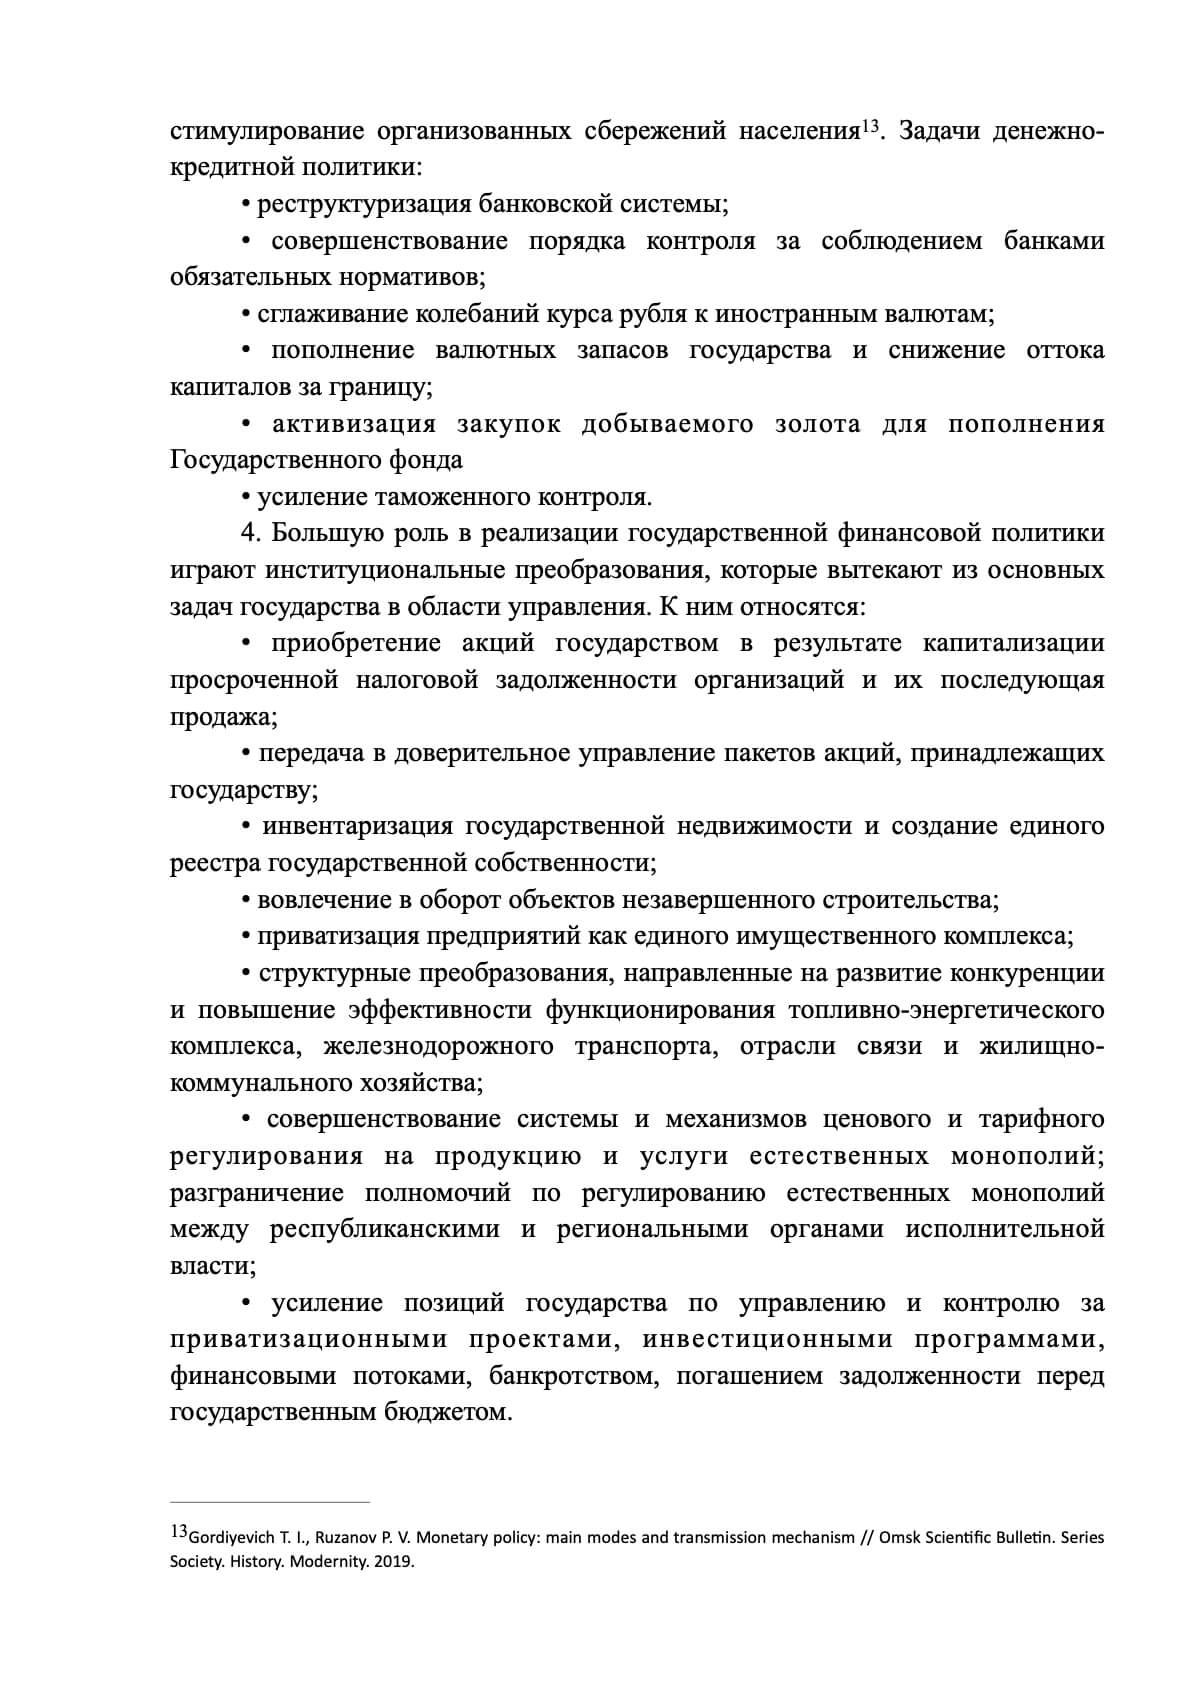 стимулирование организованных сбережений населения13. Задачи денежно-
кредитной политики:
• реструктуризация банковской системы;
• совершенствование порядка контроля за соблюдением банками
обязательных нормативов;
• сглаживание колебаний курса рубля к иностранным валютам;
• пополнение валютных запасов государства и снижение оттока
капиталов за границу;
• активизация закупок добываемого золота для пополнения
Государственного фонда
• усиление таможенного контроля.
4. Большую роль в реализации государственной финансовой политики
играют институциональные преобразования, которые вытекают из основных
задач государства в области управления. К ним относятся:
• приобретение акций государством в результате капитализации
просроченной налоговой задолженности организаций и их последующая
продажа;
• передача в доверительное управление пакетов акций, принадлежащих
государству;
• инвентаризация государственной недвижимости и создание единого
реестра государственной собственности;
• вовлечение в оборот объектов незавершенного строительства;
• приватизация предприятий как единого имущественного комплекса;
• структурные преобразования, направленные на развитие конкуренции
и повышение эффективности функционирования топливно-энергетического
комплекса, железнодорожного транспорта, отрасли связи и жилищно-
коммунального хозяйства;
• совершенствование системы и механизмов ценового и тарифного
регулирования на продукцию и услуги естественных монополий;
разграничение полномочий по регулированию естественных монополий
между республиканскими и региональными органами исполнительной
власти;
• усиление позиций государства по управлению и контролю за
приватизационными проектами, инвестиционными программами,
финансовыми потоками, банкротством, погашением задолженности перед
государственным бюджетом.
13Gordiyevich T. I., Ruzanov P. V. Monetary policy: main modes and transmission mechanism // Omsk Scientific Bulletin. Series
Society. History. Modernity. 2019.